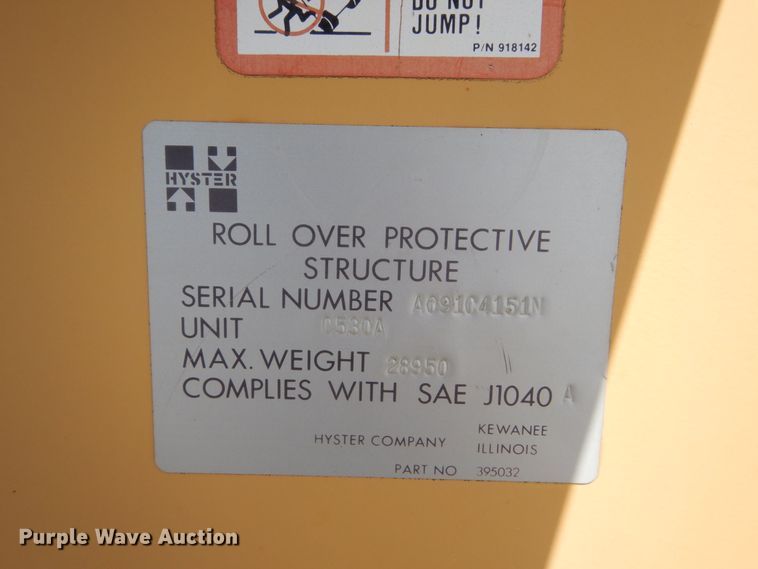 DO NOT
JUMP!
P/N 918142
HYSTER
ROLL OVER PROTECTIVE
STRUCTURE
SERIAL NUMBER A091C4151N
UNIT C530A
MAX. WEIGHT 28950
COMPLIES WITH SAE J1040 A
HYSTER COMPANY KEWANEE
ILLINOIS
PART NO 395032
Purple Wave Auction